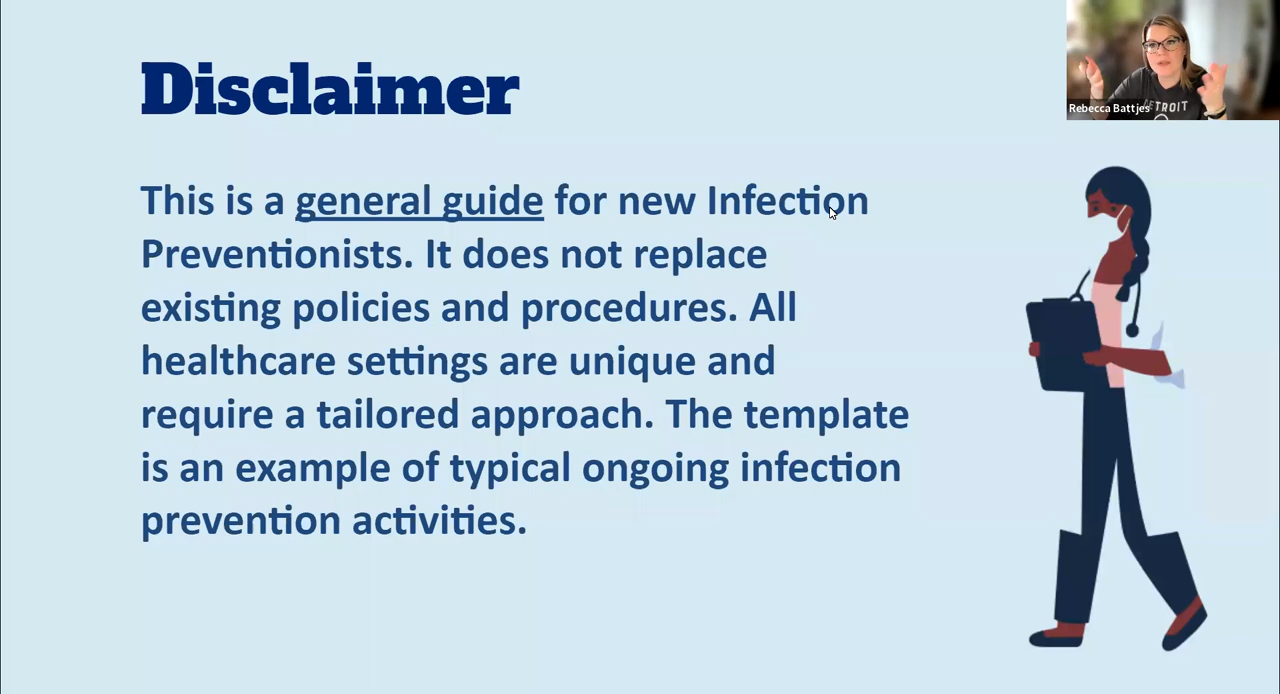 Disclaimer
Rebecca Battjes
ETROIT
This is a general guide for new Infection
Preventionists. It does not replace
existing policies and procedures. All
healthcare settings are unique and
require a tailored approach. The template
is an example of typical ongoing infection
prevention activities.